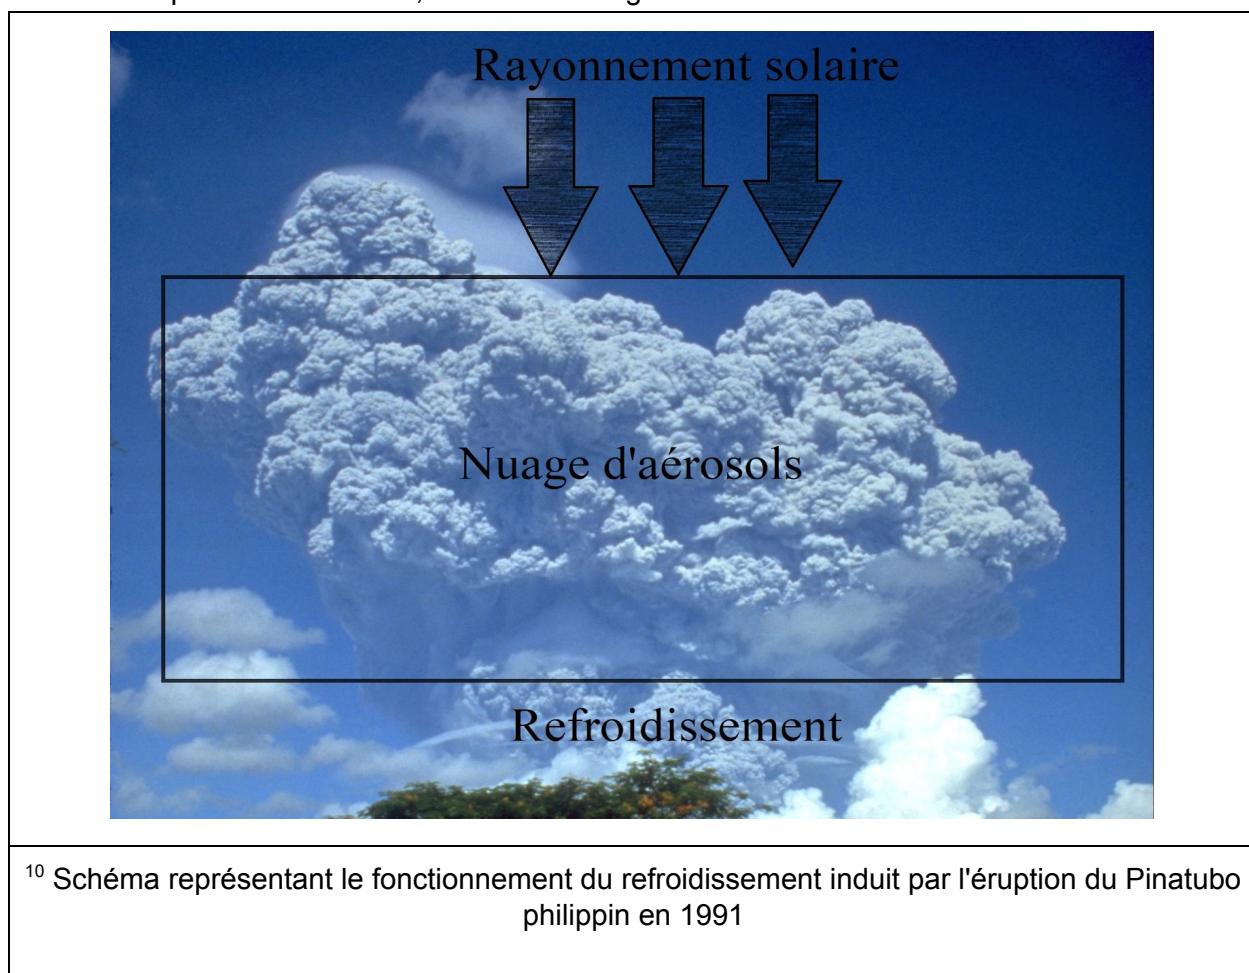 Rayonnement solaire
Nuage d'aérosols
Refroidissement
¹⁰ Schéma représentant le fonctionnement du refroidissement induit par l'éruption du Pinatubo
philippin en 1991